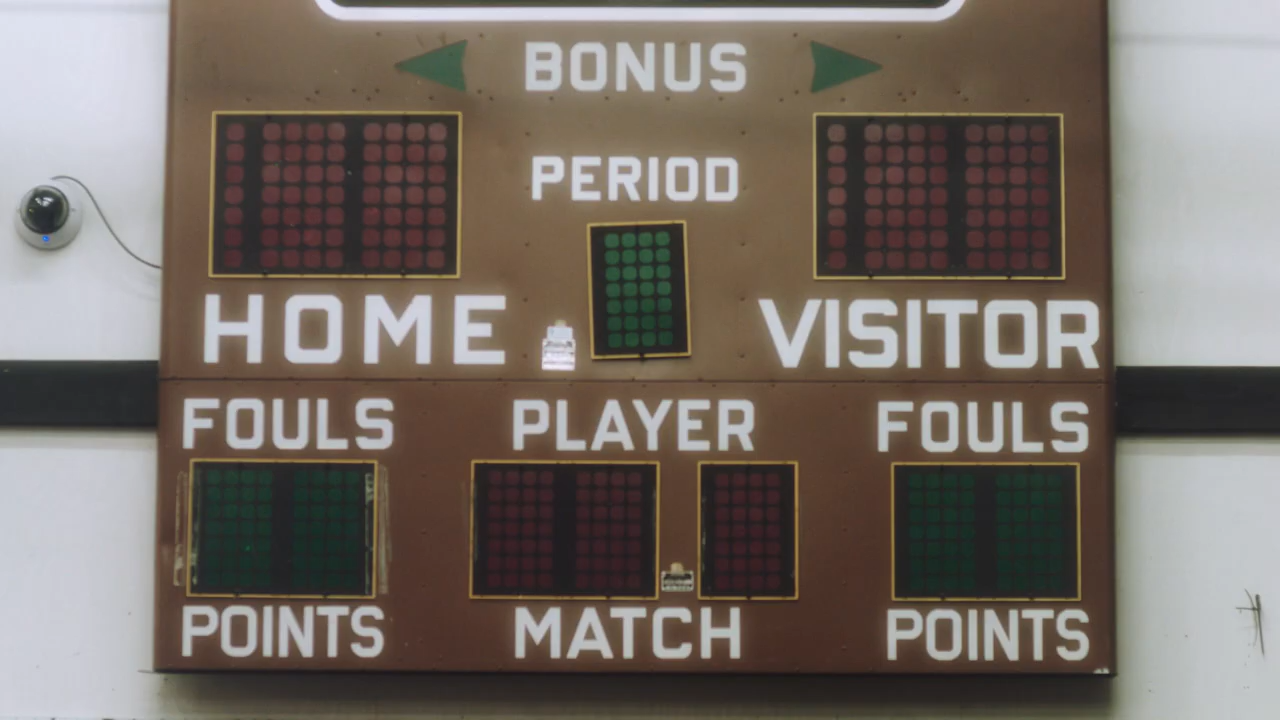 BONUS
PERIOD
HOME VISITOR
FOULS PLAYER FOULS
POINTS MATCH POINTS